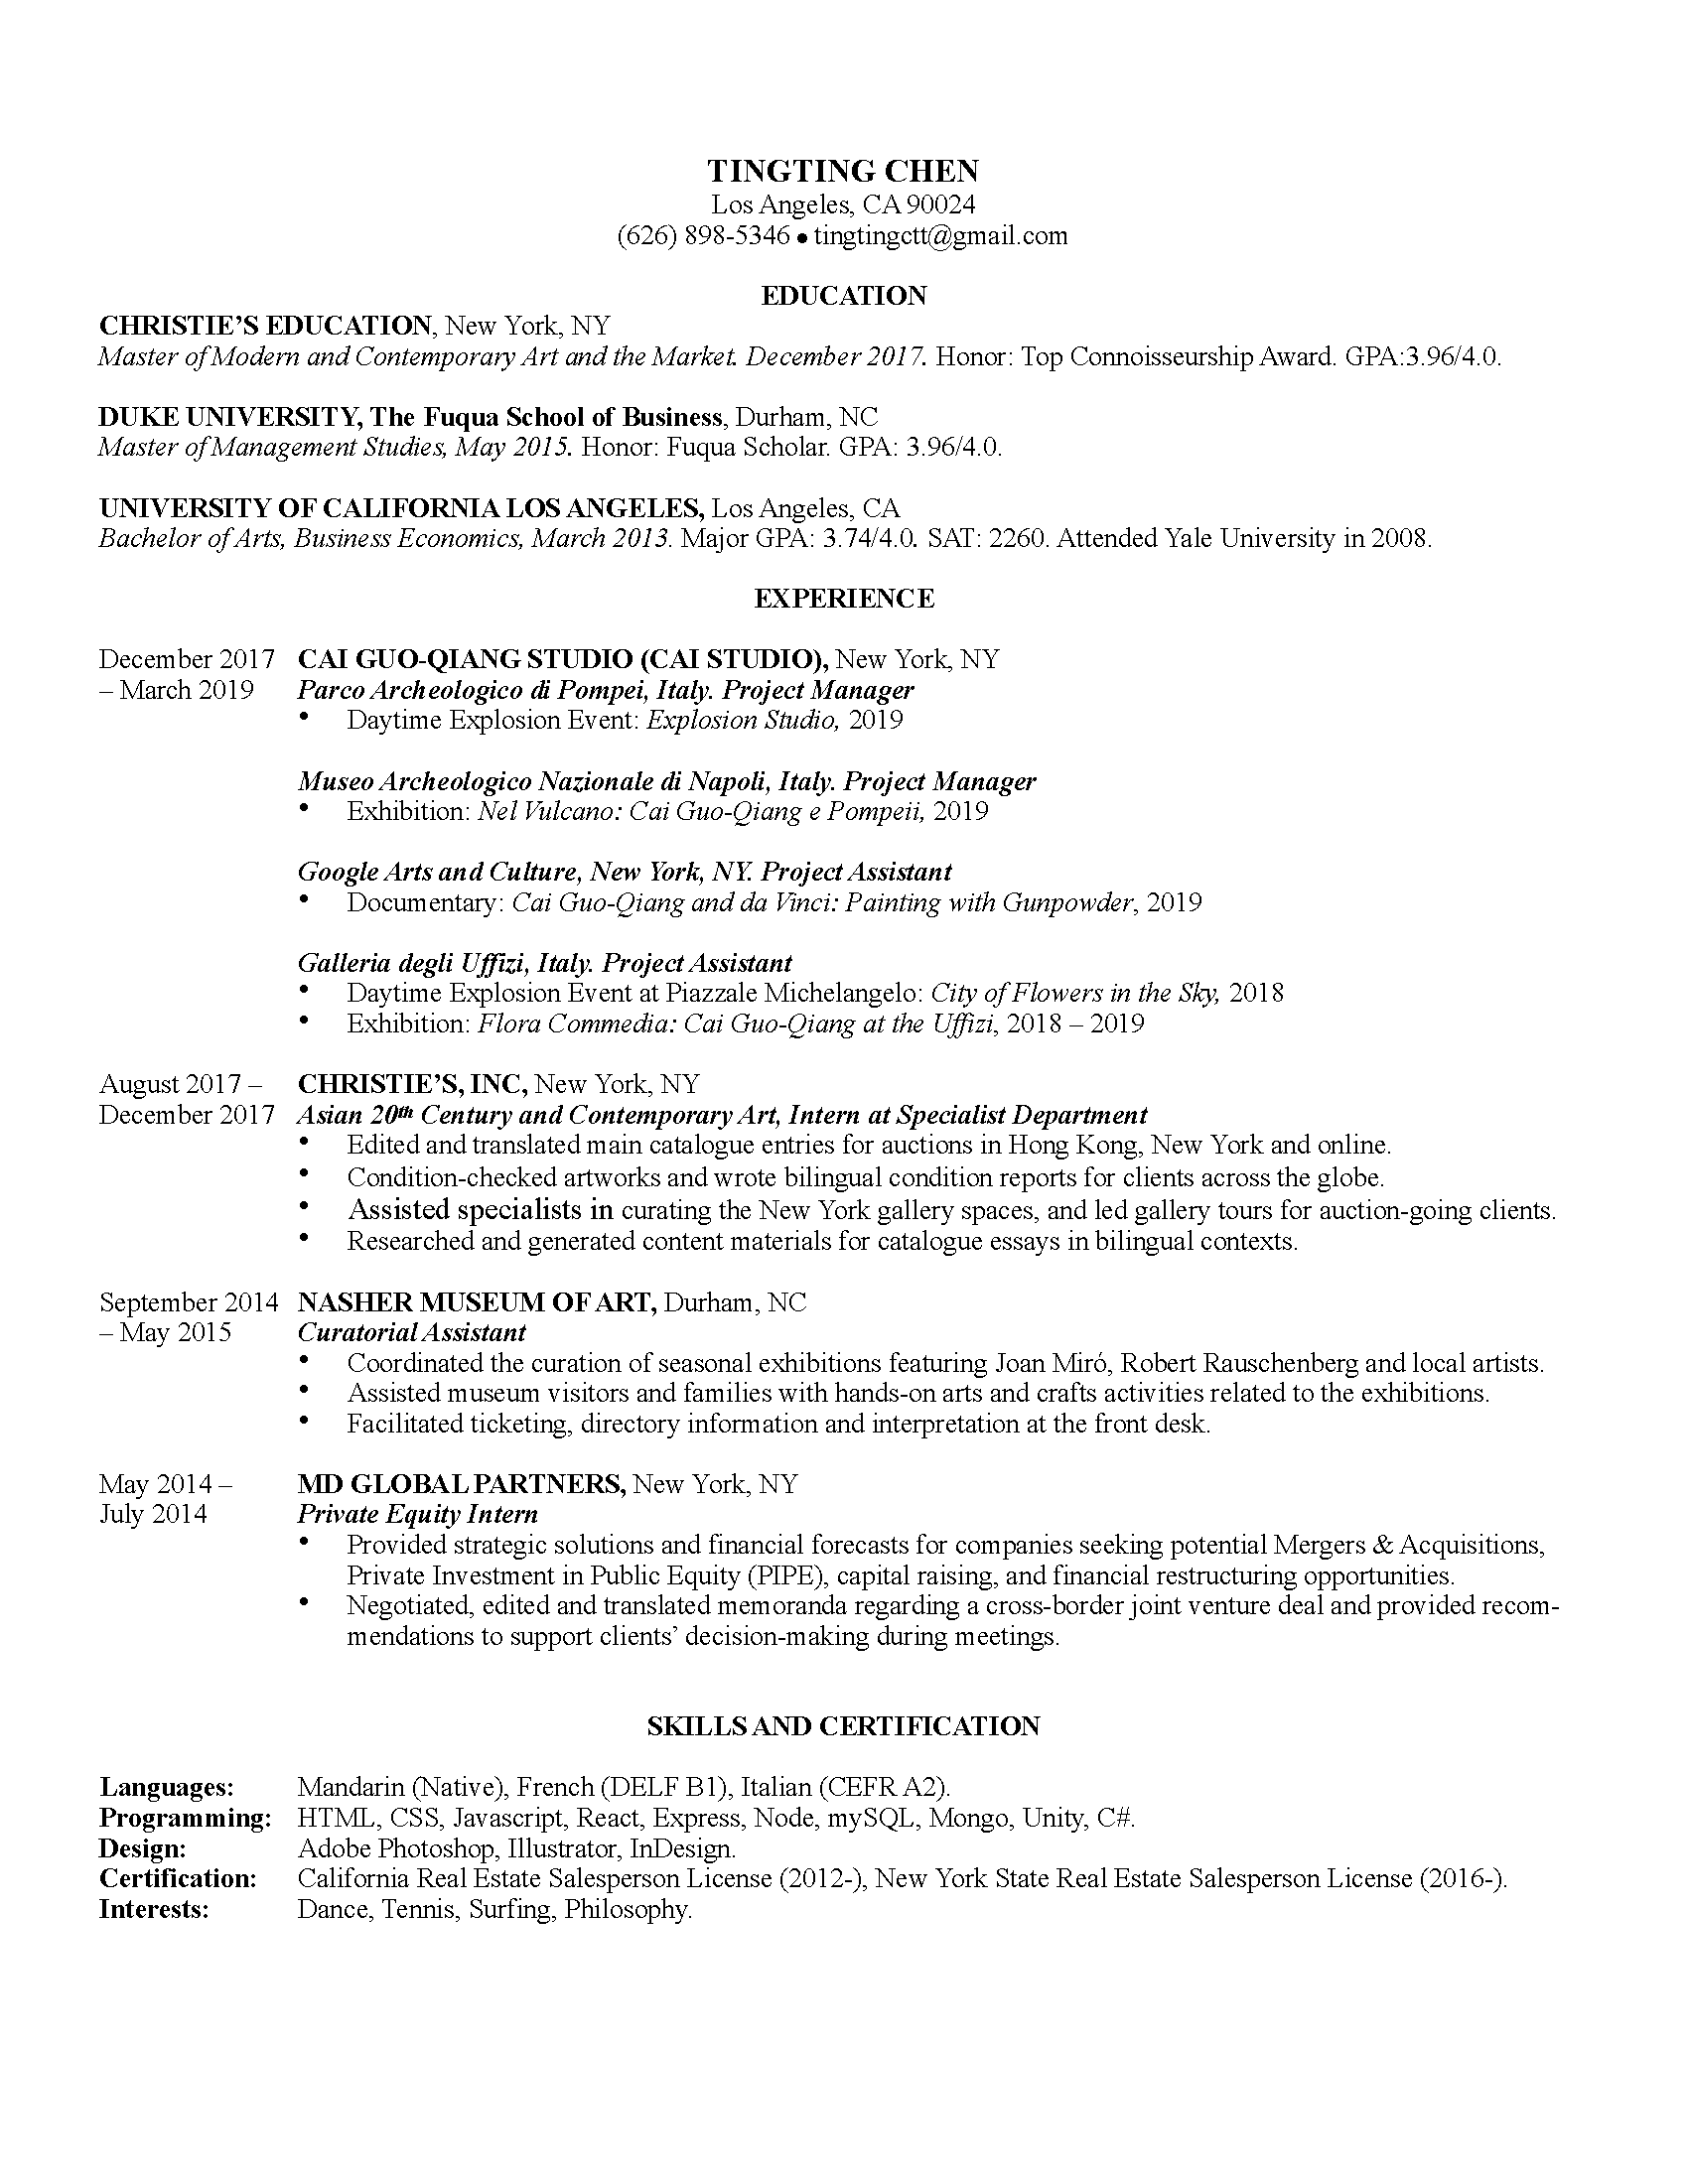 TINGTING CHEN
Los Angeles, CA 90024
(626) 898-5346 ● tingtingctt@gmail.com
EDUCATION
CHRISTIE’S EDUCATION, New York, NY
Master of Modern and Contemporary Art and the Market. December 2017. Honor: Top Connoisseurship Award. GPA:3.96/4.0.
DUKE UNIVERSITY, The Fuqua School of Business, Durham, NC
Master of Management Studies, May 2015. Honor: Fuqua Scholar. GPA: 3.96/4.0.
UNIVERSITY OF CALIFORNIA LOS ANGELES, Los Angeles, CA
Bachelor of Arts, Business Economics, March 2013. Major GPA: 3.74/4.0. SAT: 2260. Attended Yale University in 2008.
EXPERIENCE
December 2017 CAI GUO-QIANG STUDIO (CAI STUDIO), New York, NY
– March 2019 Parco Archeologico di Pompei, Italy. Project Manager
• Daytime Explosion Event: Explosion Studio, 2019
Museo Archeologico Nazionale di Napoli, Italy. Project Manager
• Exhibition: Nel Vulcano: Cai Guo-Qiang e Pompeii, 2019
Google Arts and Culture, New York, NY. Project Assistant
• Documentary: Cai Guo-Qiang and da Vinci: Painting with Gunpowder, 2019
Galleria degli Uffizi, Italy. Project Assistant
• Daytime Explosion Event at Piazzale Michelangelo: City of Flowers in the Sky, 2018
• Exhibition: Flora Commedia: Cai Guo-Qiang at the Uffizi, 2018 – 2019
August 2017 – CHRISTIE’S, INC, New York, NY
December 2017 Asian 20th Century and Contemporary Art, Intern at Specialist Department
• Edited and translated main catalogue entries for auctions in Hong Kong, New York and online.
• Condition-checked artworks and wrote bilingual condition reports for clients across the globe.
• Assisted specialists in curating the New York gallery spaces, and led gallery tours for auction-going clients.
• Researched and generated content materials for catalogue essays in bilingual contexts.
September 2014 NASHER MUSEUM OF ART, Durham, NC
– May 2015 Curatorial Assistant
• Coordinated the curation of seasonal exhibitions featuring Joan Miró, Robert Rauschenberg and local artists.
• Assisted museum visitors and families with hands-on arts and crafts activities related to the exhibitions.
• Facilitated ticketing, directory information and interpretation at the front desk.
May 2014 – MD GLOBAL PARTNERS, New York, NY
July 2014 Private Equity Intern
• Provided strategic solutions and financial forecasts for companies seeking potential Mergers & Acquisitions,
Private Investment in Public Equity (PIPE), capital raising, and financial restructuring opportunities.
• Negotiated, edited and translated memoranda regarding a cross-border joint venture deal and provided recom-
mendations to support clients’ decision-making during meetings.
SKILLS AND CERTIFICATION
Languages: Mandarin (Native), French (DELF B1), Italian (CEFR A2).
Programming: HTML, CSS, Javascript, React, Express, Node, mySQL, Mongo, Unity, C#.
Design: Adobe Photoshop, Illustrator, InDesign.
Certification: California Real Estate Salesperson License (2012-), New York State Real Estate Salesperson License (2016-).
Interests: Dance, Tennis, Surfing, Philosophy.